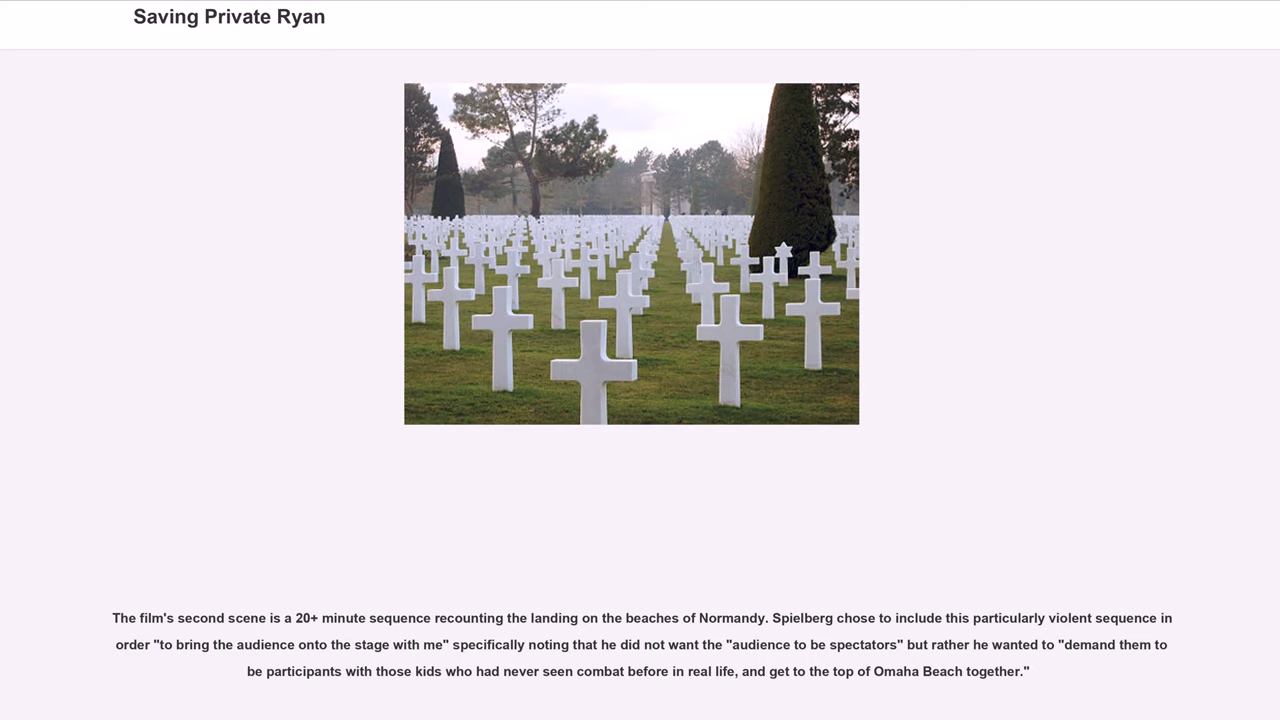 Saving Private Ryan
The film's second scene is a 20+ minute sequence recounting the landing on the beaches of Normandy. Spielberg chose to include this particularly violent sequence in
order "to bring the audience onto the stage with me" specifically noting that he did not want the "audience to be spectators" but rather he wanted to "demand them to
be participants with those kids who had never seen combat before in real life, and get to the top of Omaha Beach together."